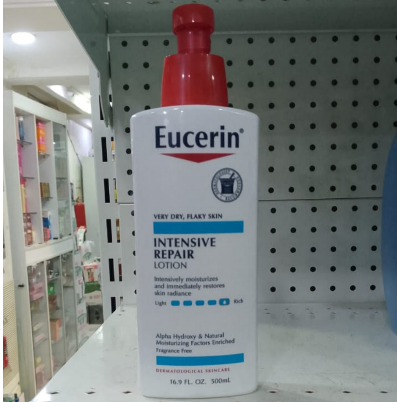 Eucerin®
VERY DRY, FLAKY SKIN
INTENSIVE
REPAIR
LOTION
Intensively moisturizes
and immediately restores
skin radiance
Light Rich
Alpha Hydroxy & Natural
Moisturizing Factors Enriched
Fragrance Free
DERMATOLOGICAL SKINCARE
16.9 FL. OZ. 500mL